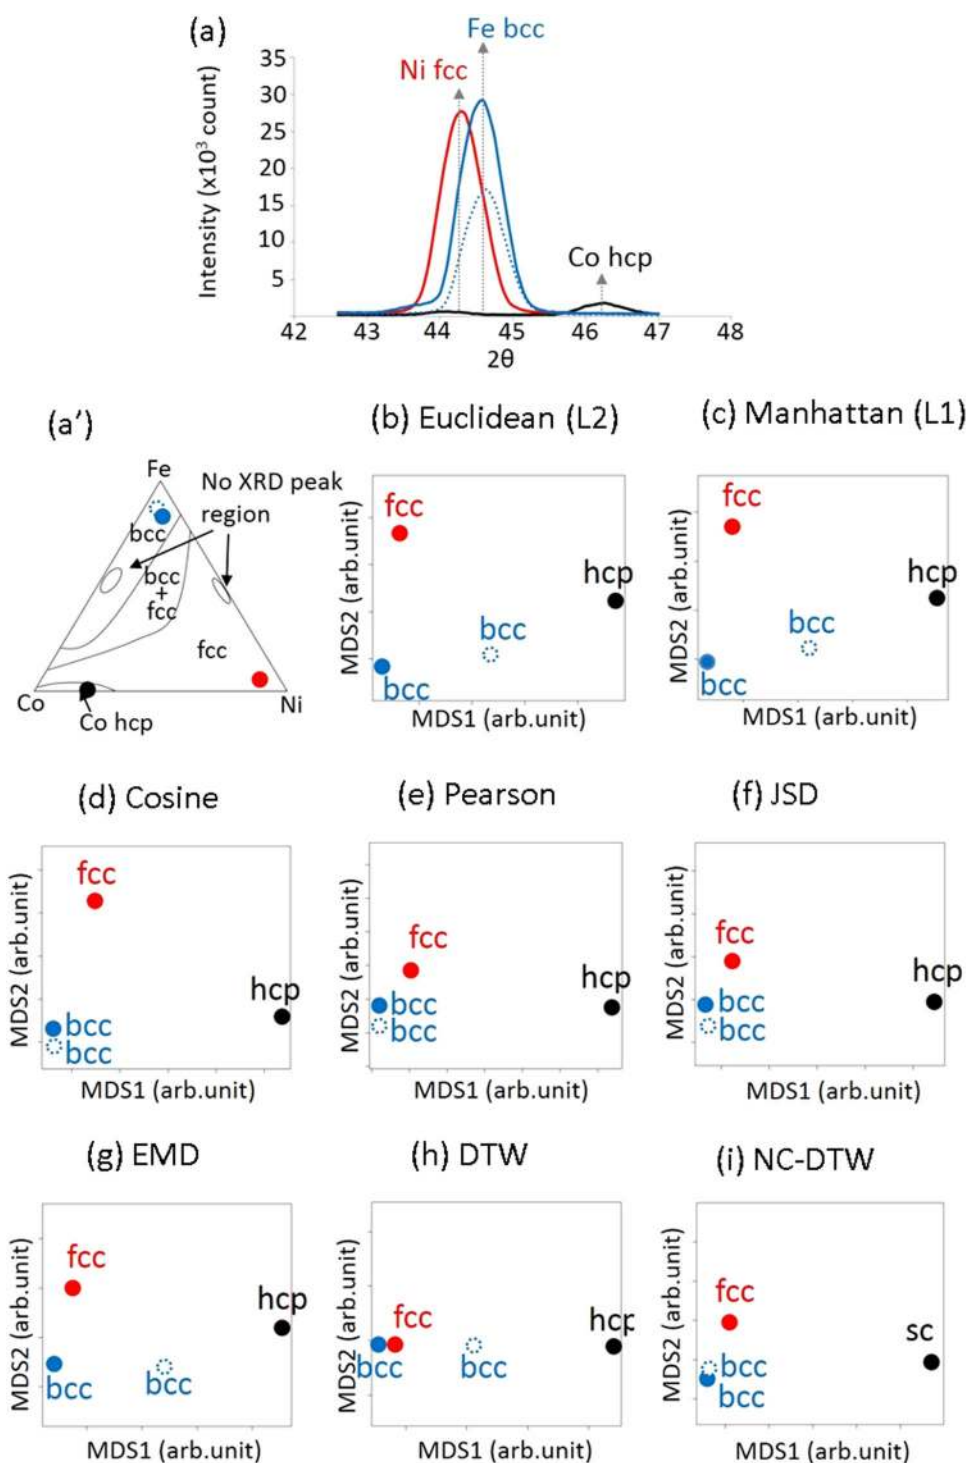 (a)
Fe bcc
Ni fcc
Co hcp
Intensity (x10³ count)
35
30
25
20
15
10
5
42 43 44 45 46 47 48
2θ
(a')
Fe
No XRD peak
region
bcc
bcc
+
fcc
fcc
Co
Ni
Co hcp
(b) Euclidean (L2)
fcc
hcp
bcc
bcc
MDS2 (arb.unit)
MDS1 (arb.unit)
(c) Manhattan (L1)
fcc
hcp
bcc
bcc
MDS2 (arb.unit)
MDS1 (arb.unit)
(d) Cosine
fcc
hcp
bcc
bcc
MDS2 (arb.unit)
MDS1 (arb.unit)
(e) Pearson
fcc
hcp
bcc
bcc
MDS2 (arb.unit)
MDS1 (arb.unit)
(f) JSD
fcc
hcp
bcc
bcc
MDS2 (arb.unit)
MDS1 (arb.unit)
(g) EMD
fcc
hcp
bcc
bcc
MDS2 (arb.unit)
MDS1 (arb.unit)
(h) DTW
fcc
hcp
bcc
bcc
MDS2 (arb.unit)
MDS1 (arb.unit)
(i) NC-DTW
fcc
sc
bcc
bcc
MDS2 (arb.unit)
MDS1 (arb.unit)